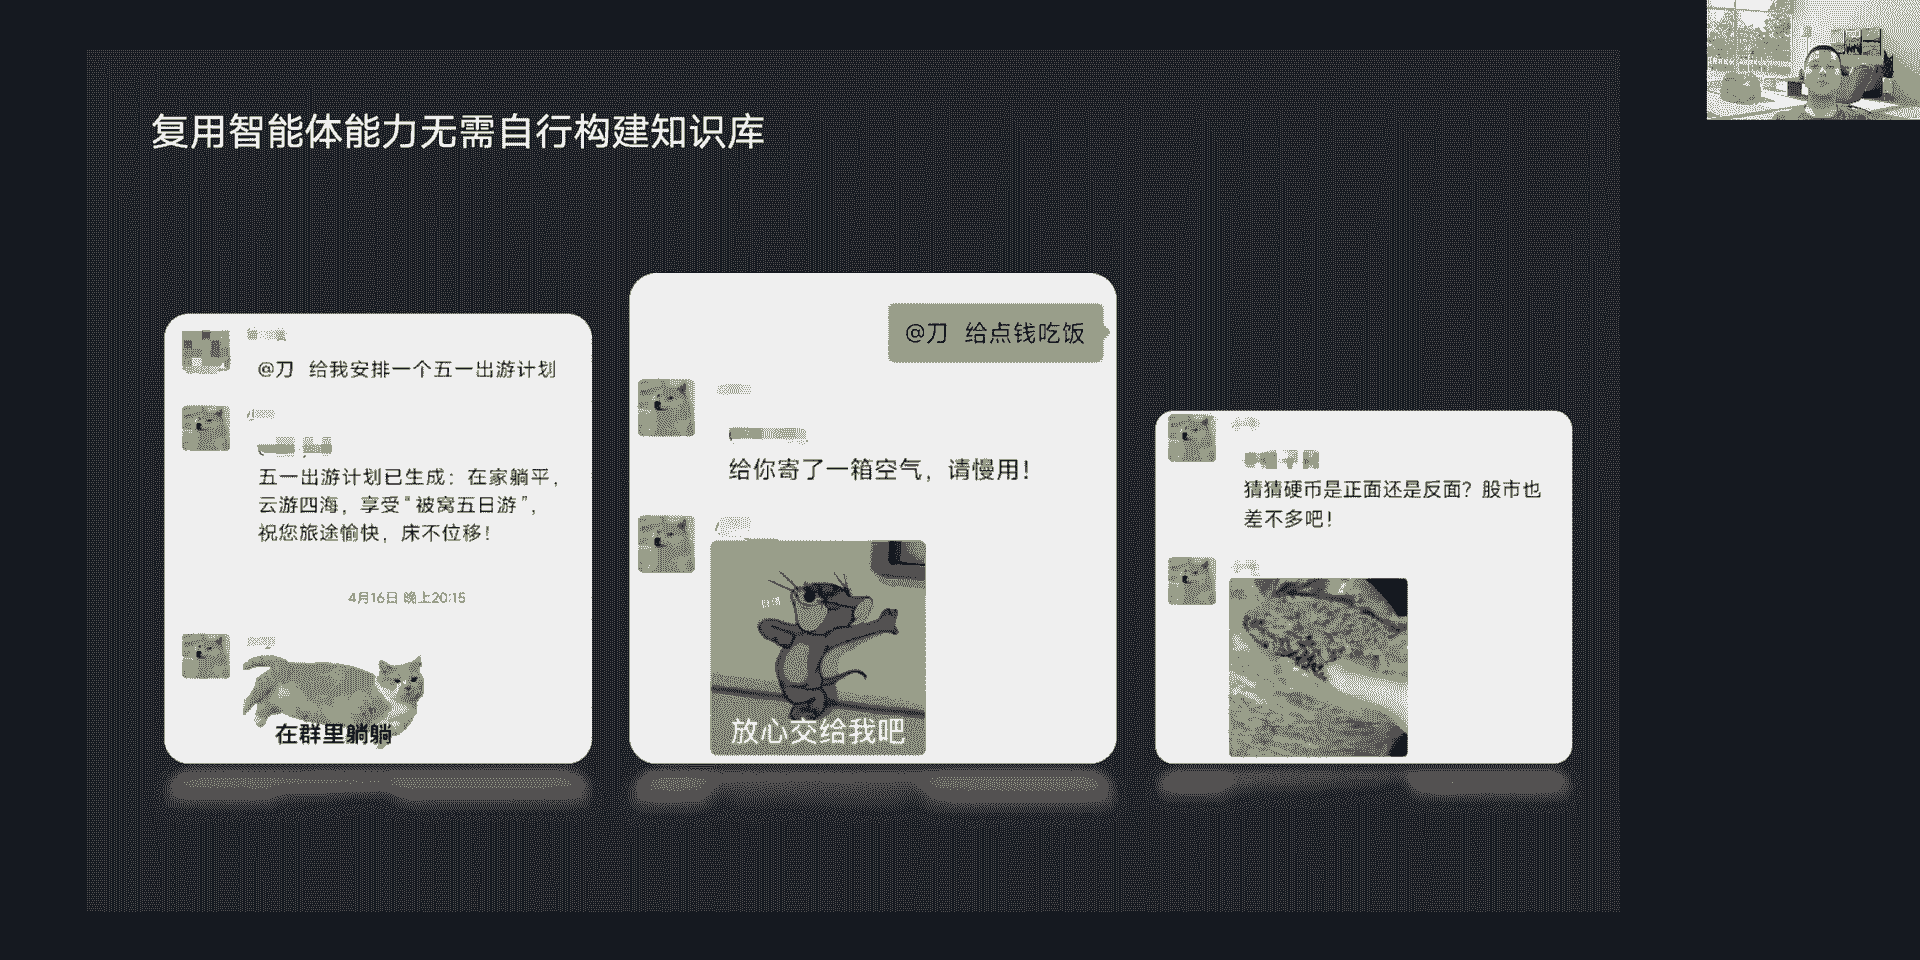 复用智能体能力无需自行构建知识库
@刀 给我安排一个五一出游计划
五一出游计划已生成：在家躺平，
云游四海，享受“被窝五日游”，
祝您旅途愉快，床不位移！
4月16日 晚上20:15
在群里躺躺
@刀 给点钱吃饭
给你寄了一箱空气，请慢用！
放心交给我吧
猜猜硬币是正面还是反面？股市也
差不多吧！